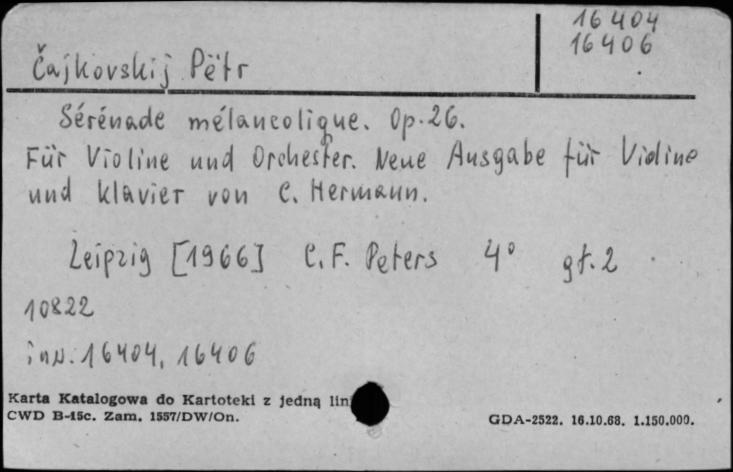 16404
16406
Čajkovskij Pëtr
Sérénade mélancolique. Op. 26.
Für Violine und Orchester. Neue Ausgabe für Violine
und Klavier von C. Hermann.
Leipzig [1966] C. F. Peters 4° gł. 2
10822
inw. 16404, 16406
Karta Katalogowa do Kartoteki z jedną lin
CWD B-15c. Zam. 1557/DW/On.
GDA-2522. 16.10.68. 1.150.000.